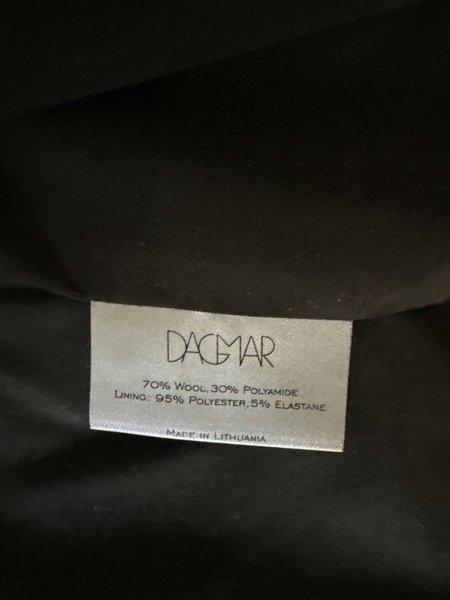 DAGMAR
70% WOOL, 30% POLYAMIDE
LINING: 95% POLYESTER, 5% ELASTANE
MADE IN LITHUANIA